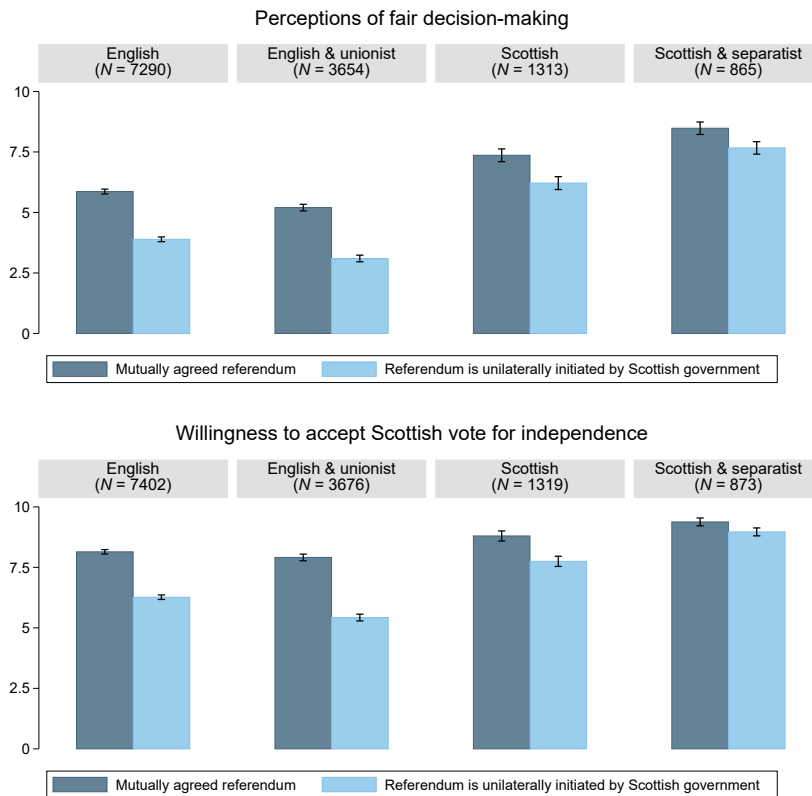 Perceptions of fair decision-making
English English & unionist Scottish Scottish & separatist
(N = 7290) (N = 3654) (N = 1313) (N = 865)
10
7.5
5
2.5
0
Mutually agreed referendum Referendum is unilaterally initiated by Scottish government
Willingness to accept Scottish vote for independence
English English & unionist Scottish Scottish & separatist
(N = 7402) (N = 3676) (N = 1319) (N = 873)
10
7.5
5
2.5
0
Mutually agreed referendum Referendum is unilaterally initiated by Scottish government